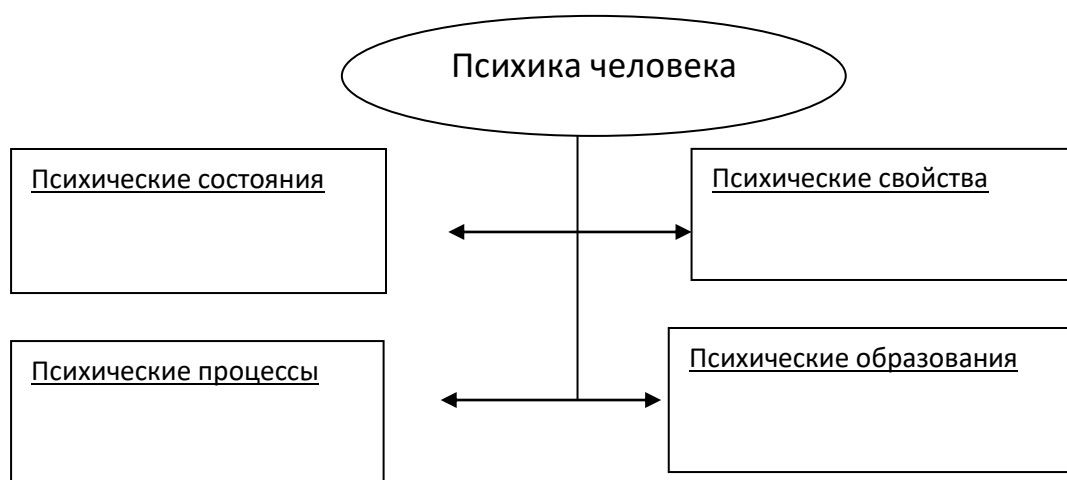 Психика человека
Психические состояния
Психические свойства
Психические процессы
Психические образования